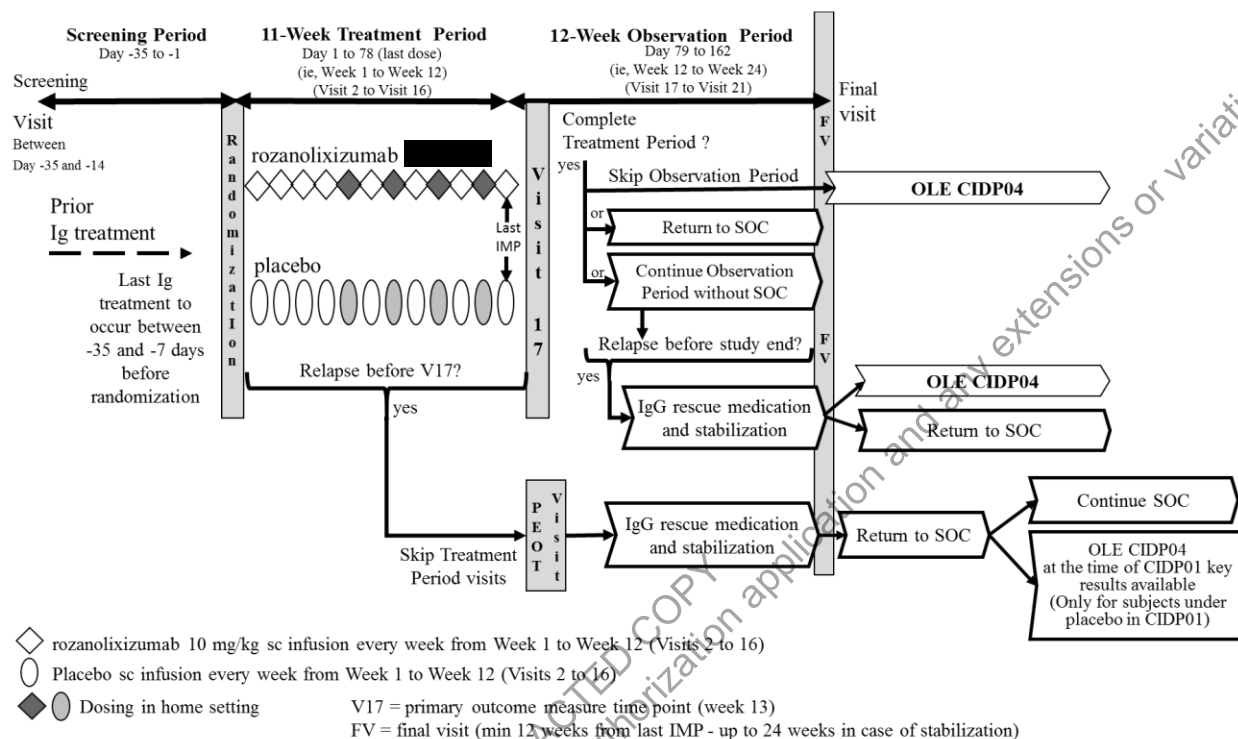 Screening Period
Day -35 to -1
11-Week Treatment Period
Day 1 to 78 (last dose)
(ie, Week 1 to Week 12)
(Visit 2 to Visit 16)
12-Week Observation Period
Day 79 to 162
(ie, Week 12 to Week 24)
(Visit 17 to Visit 21)
Screening
Visit
Between
Day -35 and -14
Prior
Ig treatment
Last Ig
treatment to
occur between
-35 and -7 days
before
randomization
RandomizatIon
rozanolixizumab
placebo
Last
IMP
Relapse before V17?
yes
Skip Treatment
Period visits
Visit 17
PEOT Visit
Complete
Treatment Period ?
yes
Skip Observation Period
or
Return to SOC
or
Continue Observation
Period without SOC
Relapse before study end?
yes
IgG rescue medication
and stabilization
IgG rescue medication
and stabilization
FV
FV
Final
visit
OLE CIDP04
OLE CIDP04
Return to SOC
Return to SOC
Continue SOC
OLE CIDP04
at the time of CIDP01 key
results available
(Only for subjects under
placebo in CIDP01)
rozanolixizumab 10 mg/kg sc infusion every week from Week 1 to Week 12 (Visits 2 to 16)
Placebo sc infusion every week from Week 1 to Week 12 (Visits 2 to 16)
Dosing in home setting
V17 = primary outcome measure time point (week 13)
FV = final visit (min 12 weeks from last IMP - up to 24 weeks in case of stabilization)
ACTED COPY
thorization application and any extensions or variati